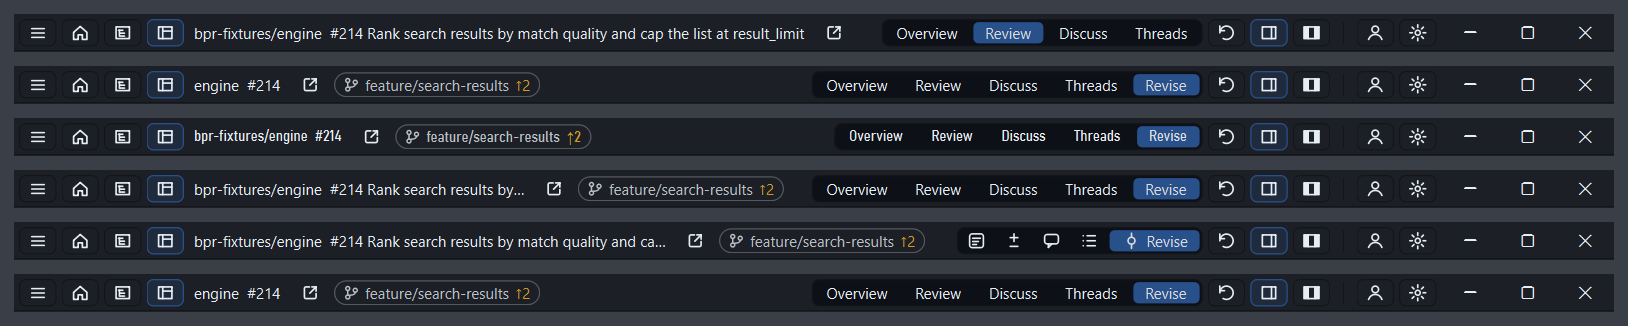 bpr-fixtures/engine #214 Rank search results by match quality and cap the list at result_limit Overview Review Discuss Threads
engine #214 feature/search-results ↑2 Overview Review Discuss Threads Revise
bpr-fixtures/engine #214 feature/search-results ↑2 Overview Review Discuss Threads Revise
bpr-fixtures/engine #214 Rank search results by... feature/search-results ↑2 Overview Review Discuss Threads Revise
bpr-fixtures/engine #214 Rank search results by match quality and ca... feature/search-results ↑2 Revise
engine #214 feature/search-results ↑2 Overview Review Discuss Threads Revise